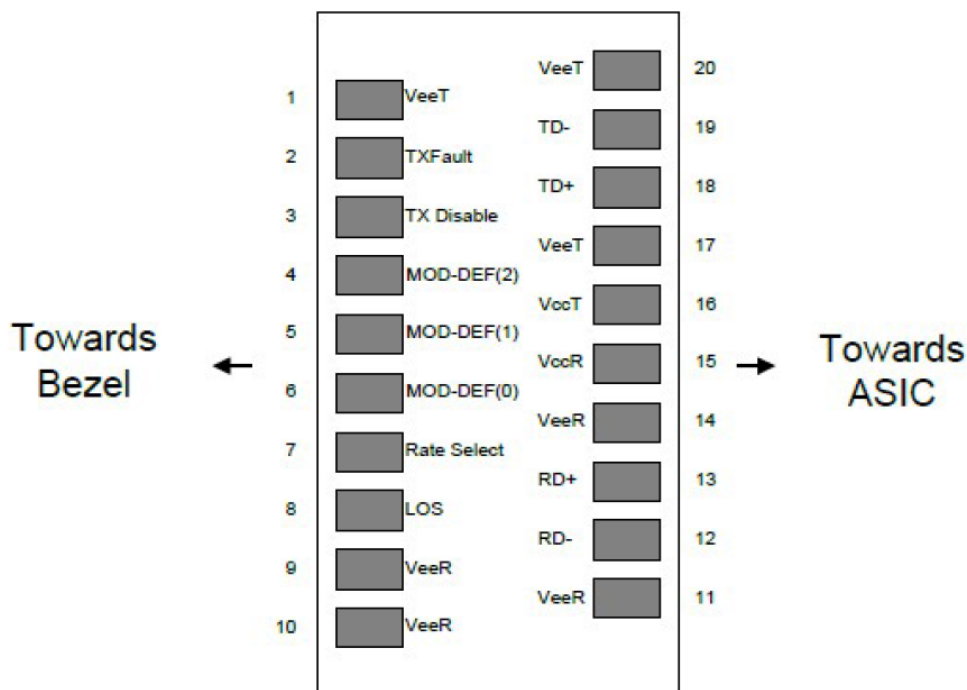 VeeT 20
1 VeeT
TD- 19
2 TXFault
TD+ 18
3 TX Disable
VeeT 17
4 MOD-DEF(2)
VccT 16
5 MOD-DEF(1)
Towards
Bezel
VccR 15
Towards
ASIC
6 MOD-DEF(0)
VeeR 14
7 Rate Select
RD+ 13
8 LOS
RD- 12
9 VeeR
VeeR 11
10 VeeR